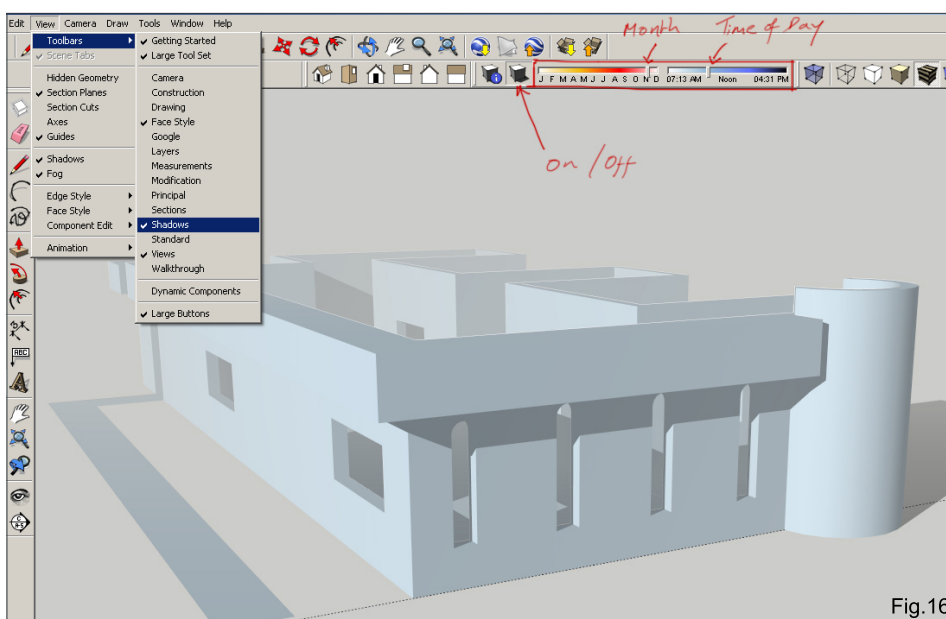 Edit View Camera Draw Tools Window Help
Month Time of Day
Toolbars
Scene Tabs
Hidden Geometry
Section Planes
Section Cuts
Axes
Guides
Shadows
Fog
Edge Style
Face Style
Component Edit
Animation
Getting Started
Large Tool Set
Camera
Construction
Drawing
Face Style
Google
Layers
Measurements
Modification
Principal
Sections
Shadows
Standard
Views
Walkthrough
Dynamic Components
Large Buttons
J F M A M J J A S O N D 07:13 AM Noon 04:31 PM
On / Off
ABC
Fig.16